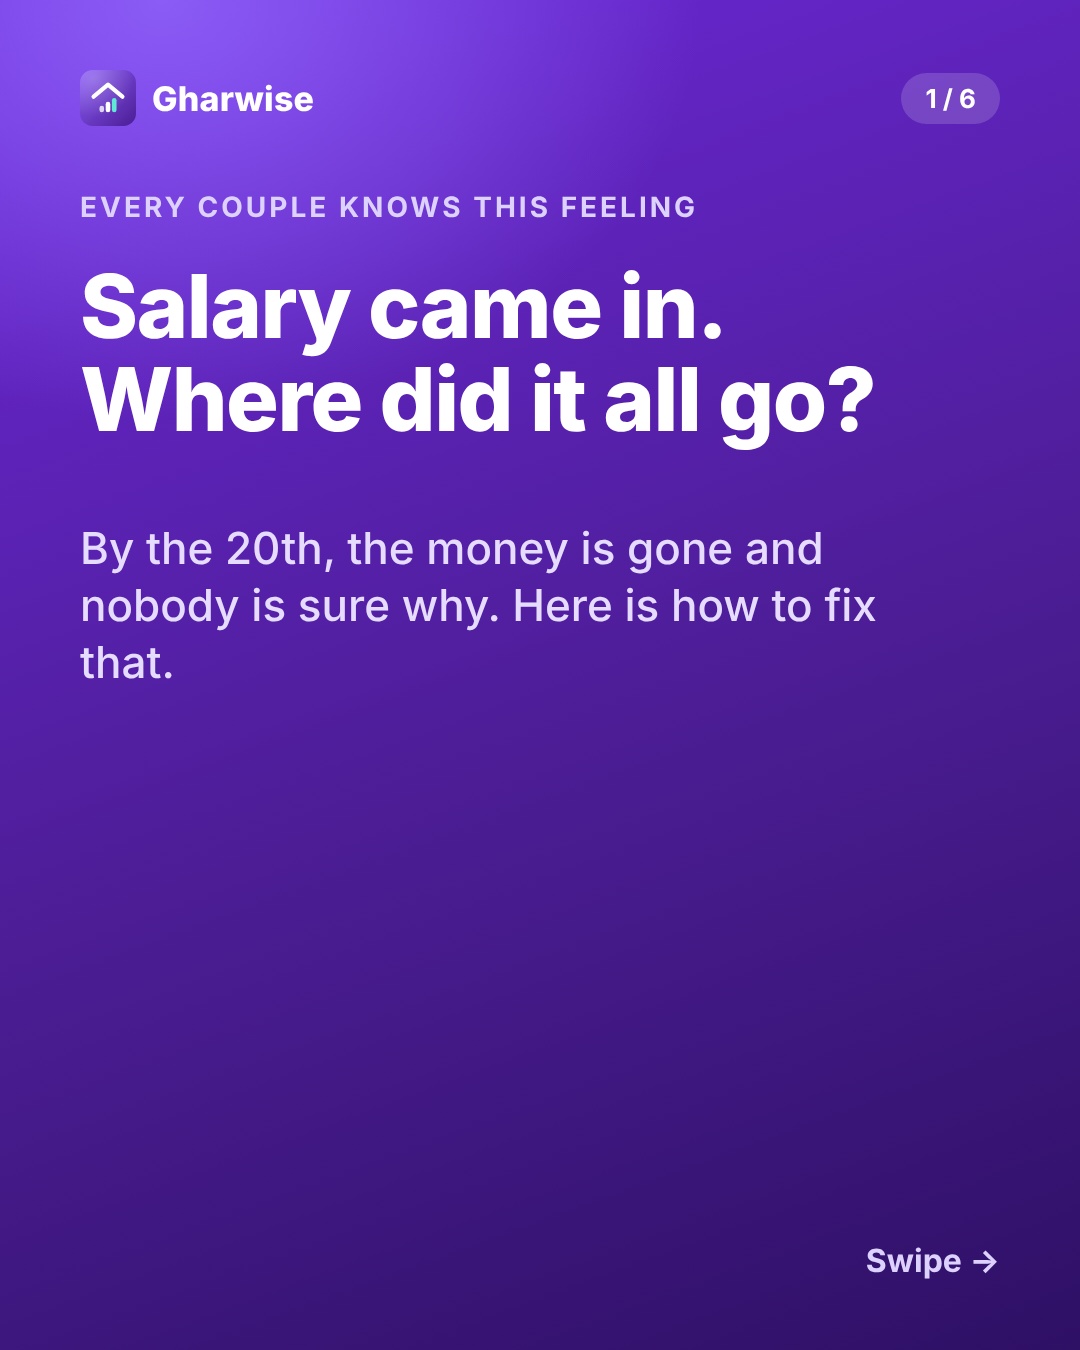 Gharwise
1 / 6
EVERY COUPLE KNOWS THIS FEELING
Salary came in.
Where did it all go?
By the 20th, the money is gone and
nobody is sure why. Here is how to fix
that.
Swipe →